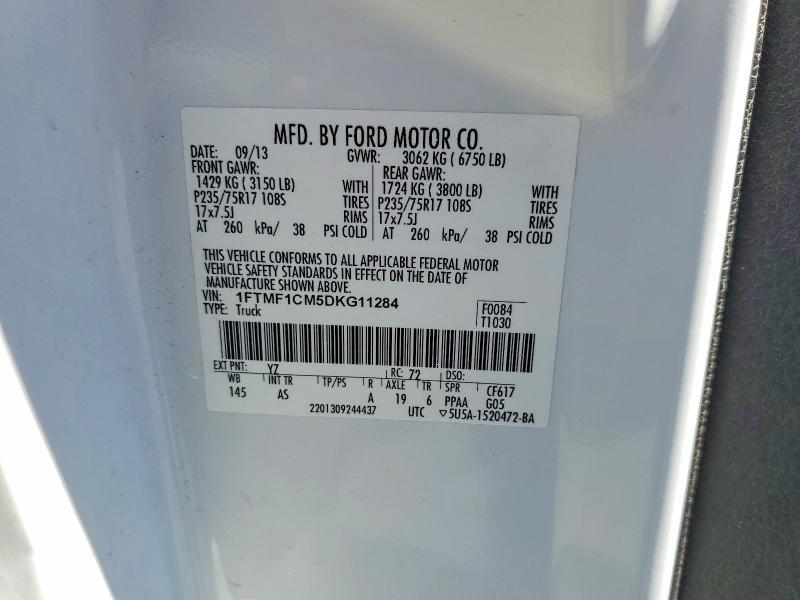 MFD. BY FORD MOTOR CO.
DATE: 09/13 GVWR: 3062 KG ( 6750 LB)
FRONT GAWR: REAR GAWR:
1429 KG ( 3150 LB) WITH 1724 KG ( 3800 LB) WITH
P235/75R17 108S TIRES P235/75R17 108S TIRES
17x7.5J RIMS 17x7.5J RIMS
AT 260 kPa/ 38 PSI COLD AT 260 kPa/ 38 PSI COLD
THIS VEHICLE CONFORMS TO ALL APPLICABLE FEDERAL MOTOR
VEHICLE SAFETY STANDARDS IN EFFECT ON THE DATE OF
MANUFACTURE SHOWN ABOVE.
VIN: 1FTMF1CM5DKG11284 F0084
TYPE: Truck T1030
EXT PNT: YZ RC: 72 DSO:
WB INT TR TP/PS R AXLE TR SPR CF617
145 AS A 19 6 PPAA G05
2201309244437 UTC ▽5U5A-1520472-BA